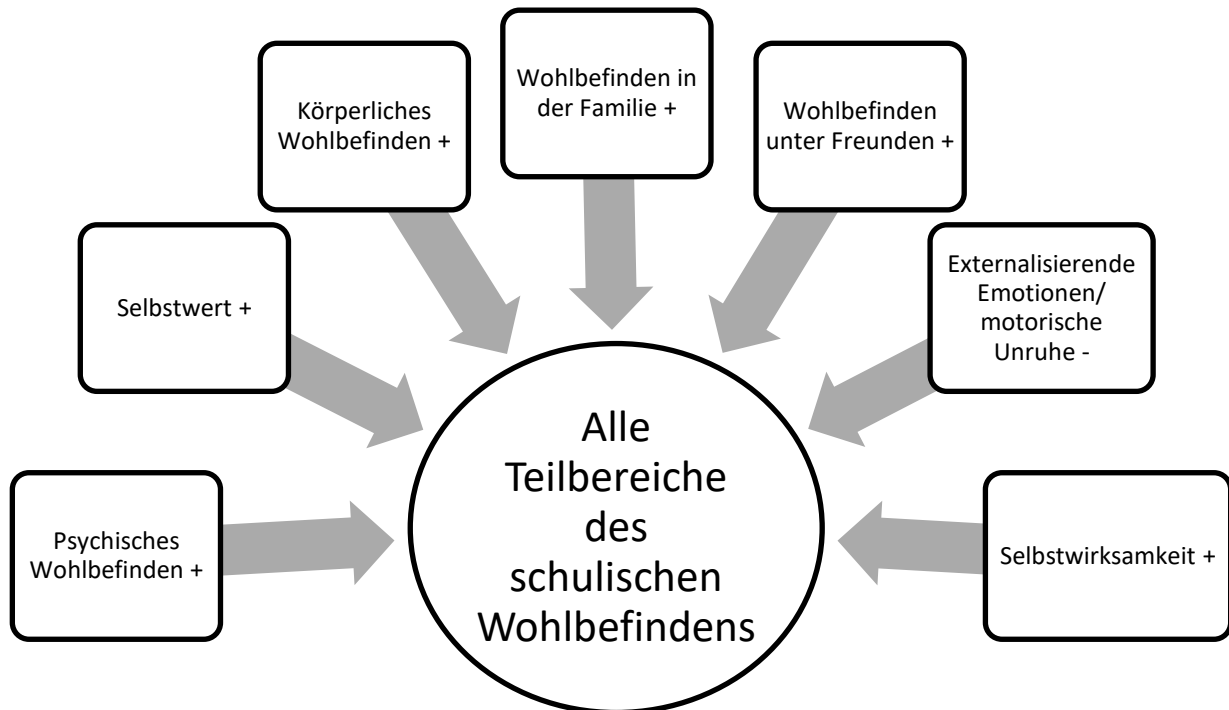 Wohlbefinden in
der Familie +
Körperliches
Wohlbefinden +
Wohlbefinden
unter Freunden +
Selbstwert +
Externalisierende
Emotionen/
motorische
Unruhe -
Psychisches
Wohlbefinden +
Alle
Teilbereiche
des
schulischen
Wohlbefindens
Selbstwirksamkeit +